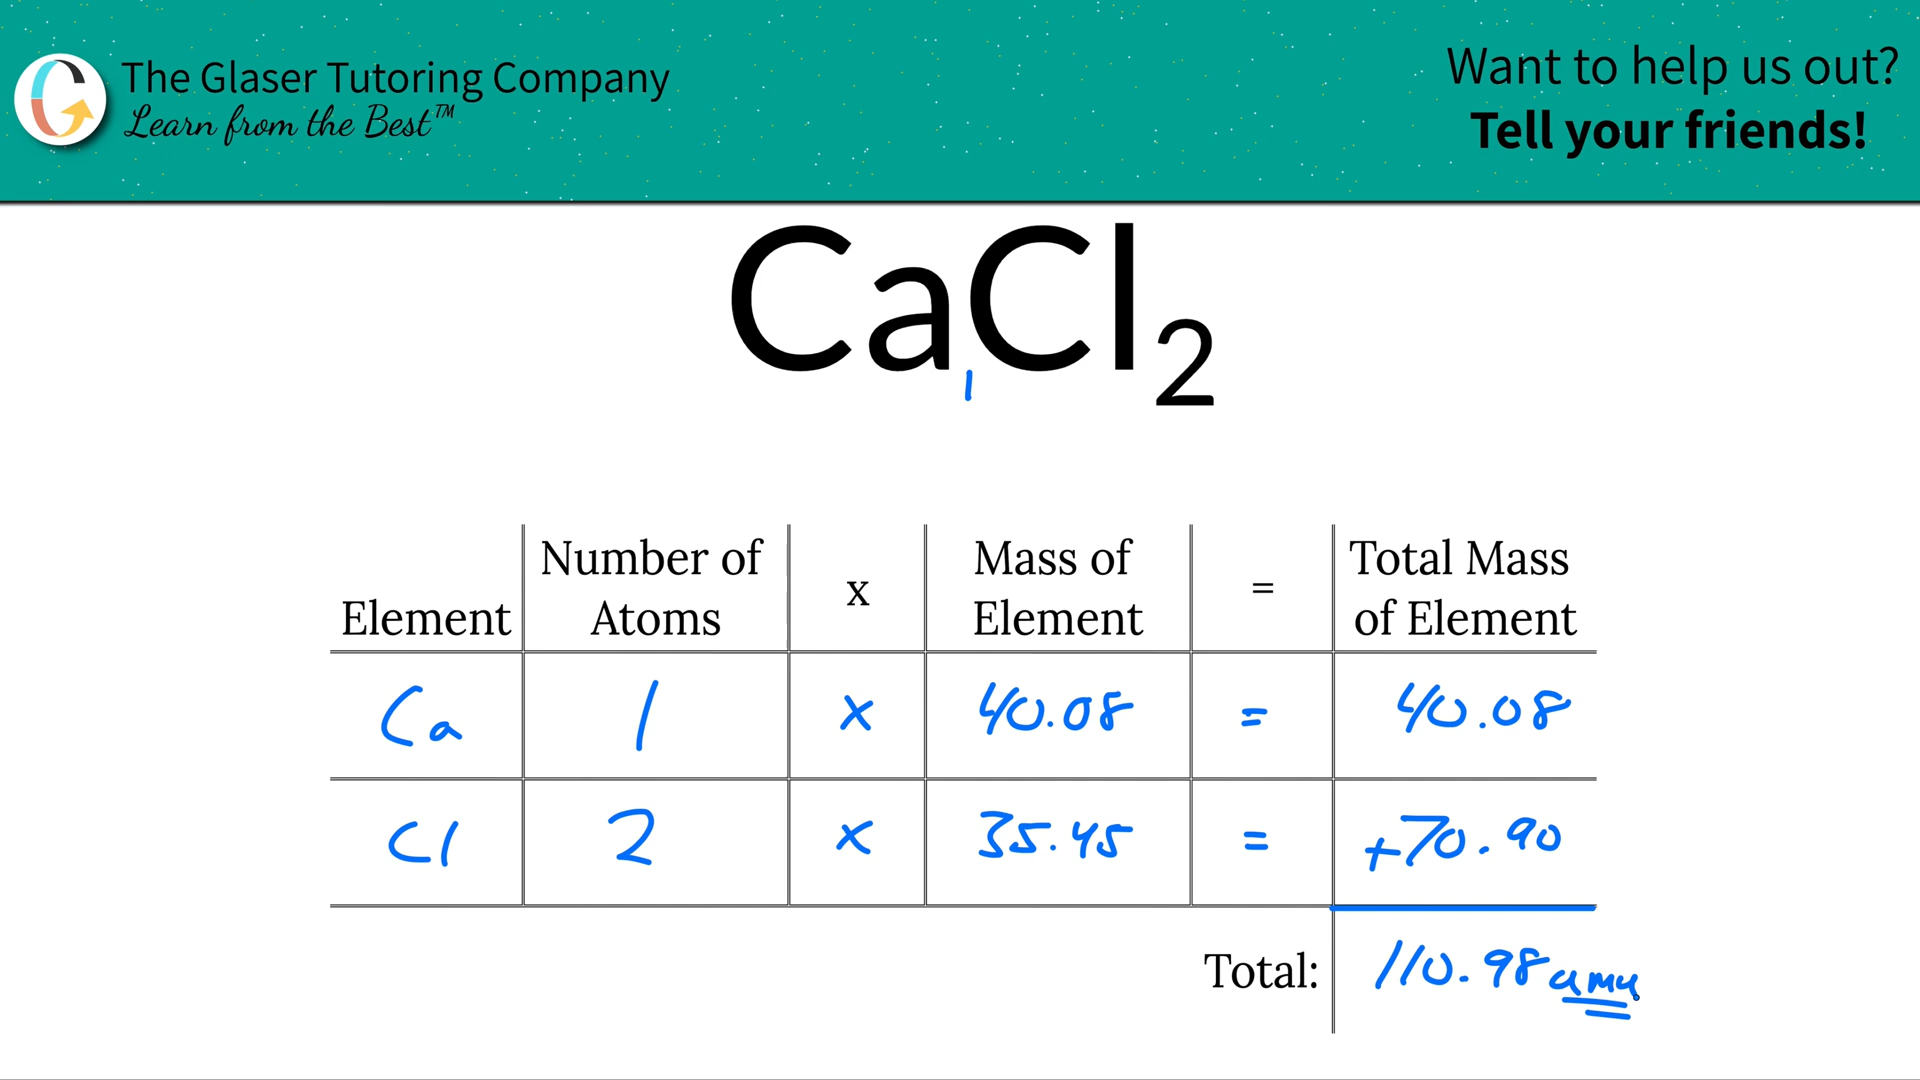 The Glaser Tutoring Company
Learn from the Best™
Want to help us out?
Tell your friends!
CaCl₂
1
Element Number of Atoms x Mass of Element = Total Mass of Element
Ca 1 x 40.08 = 40.08
Cl 2 x 35.45 = +70.90
Total: 110.98 amu